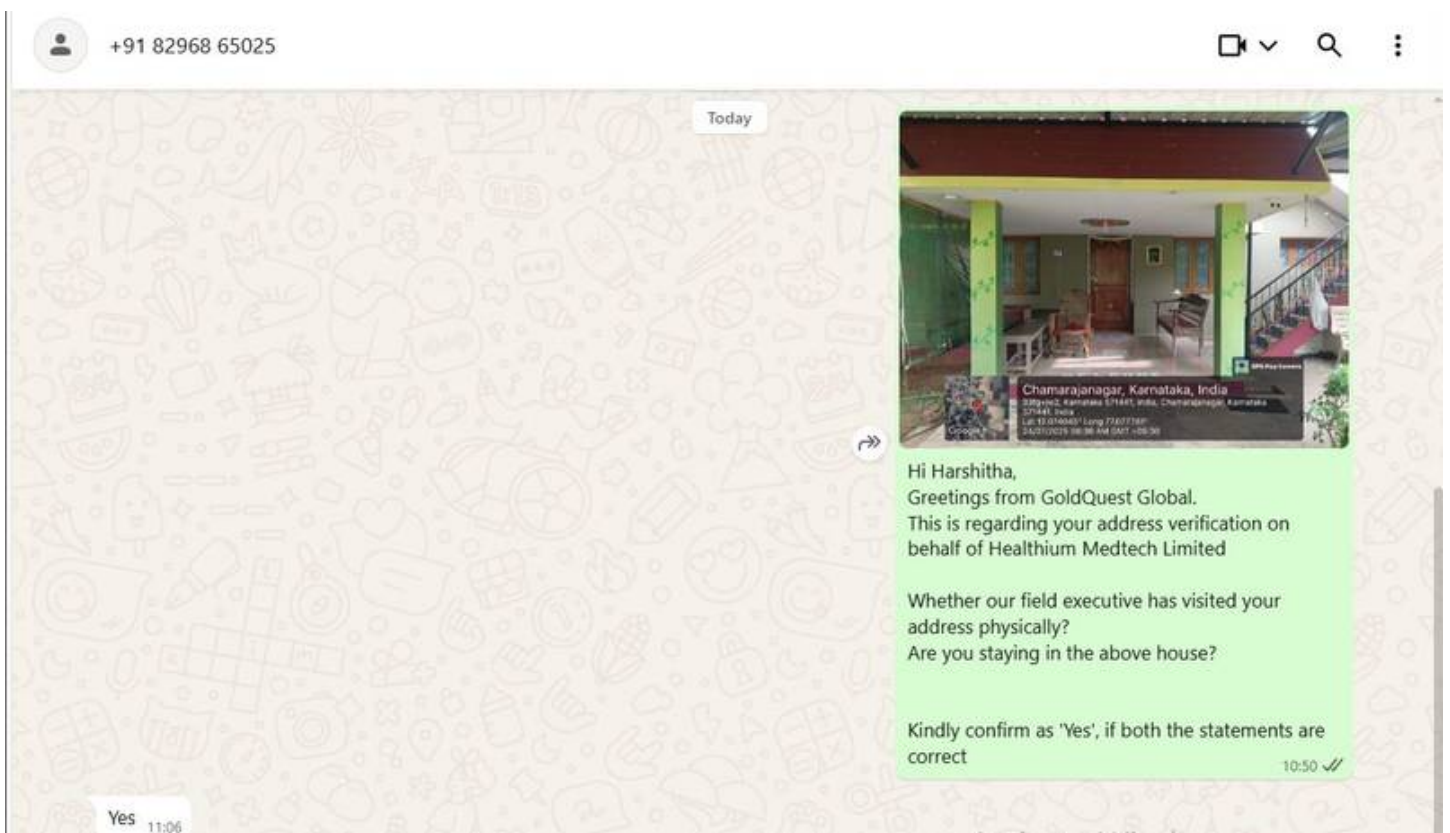 +91 82968 65025
Today
Chamarajanagar, Karnataka, India
Google
Hi Harshitha,
Greetings from GoldQuest Global.
This is regarding your address verification on
behalf of Healthium Medtech Limited
Whether our field executive has visited your
address physically?
Are you staying in the above house?
Kindly confirm as 'Yes', if both the statements are
correct
10:50
Yes
11:06